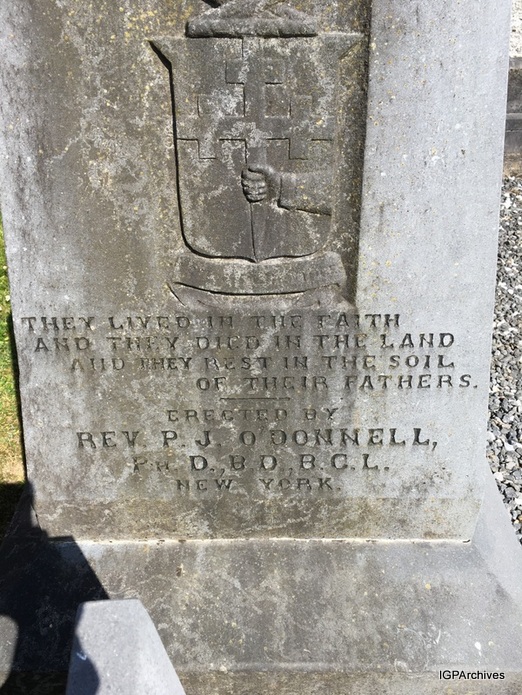 THEY LIVED IN THE FAITH
AND THEY DIED IN THE LAND
AND THEY REST IN THE SOIL
OF THEIR FATHERS.
ERECTED BY
REV. P. J. O'DONNELL,
PH. D., B. D., B. C. L.
NEW YORK.
IGPArchives